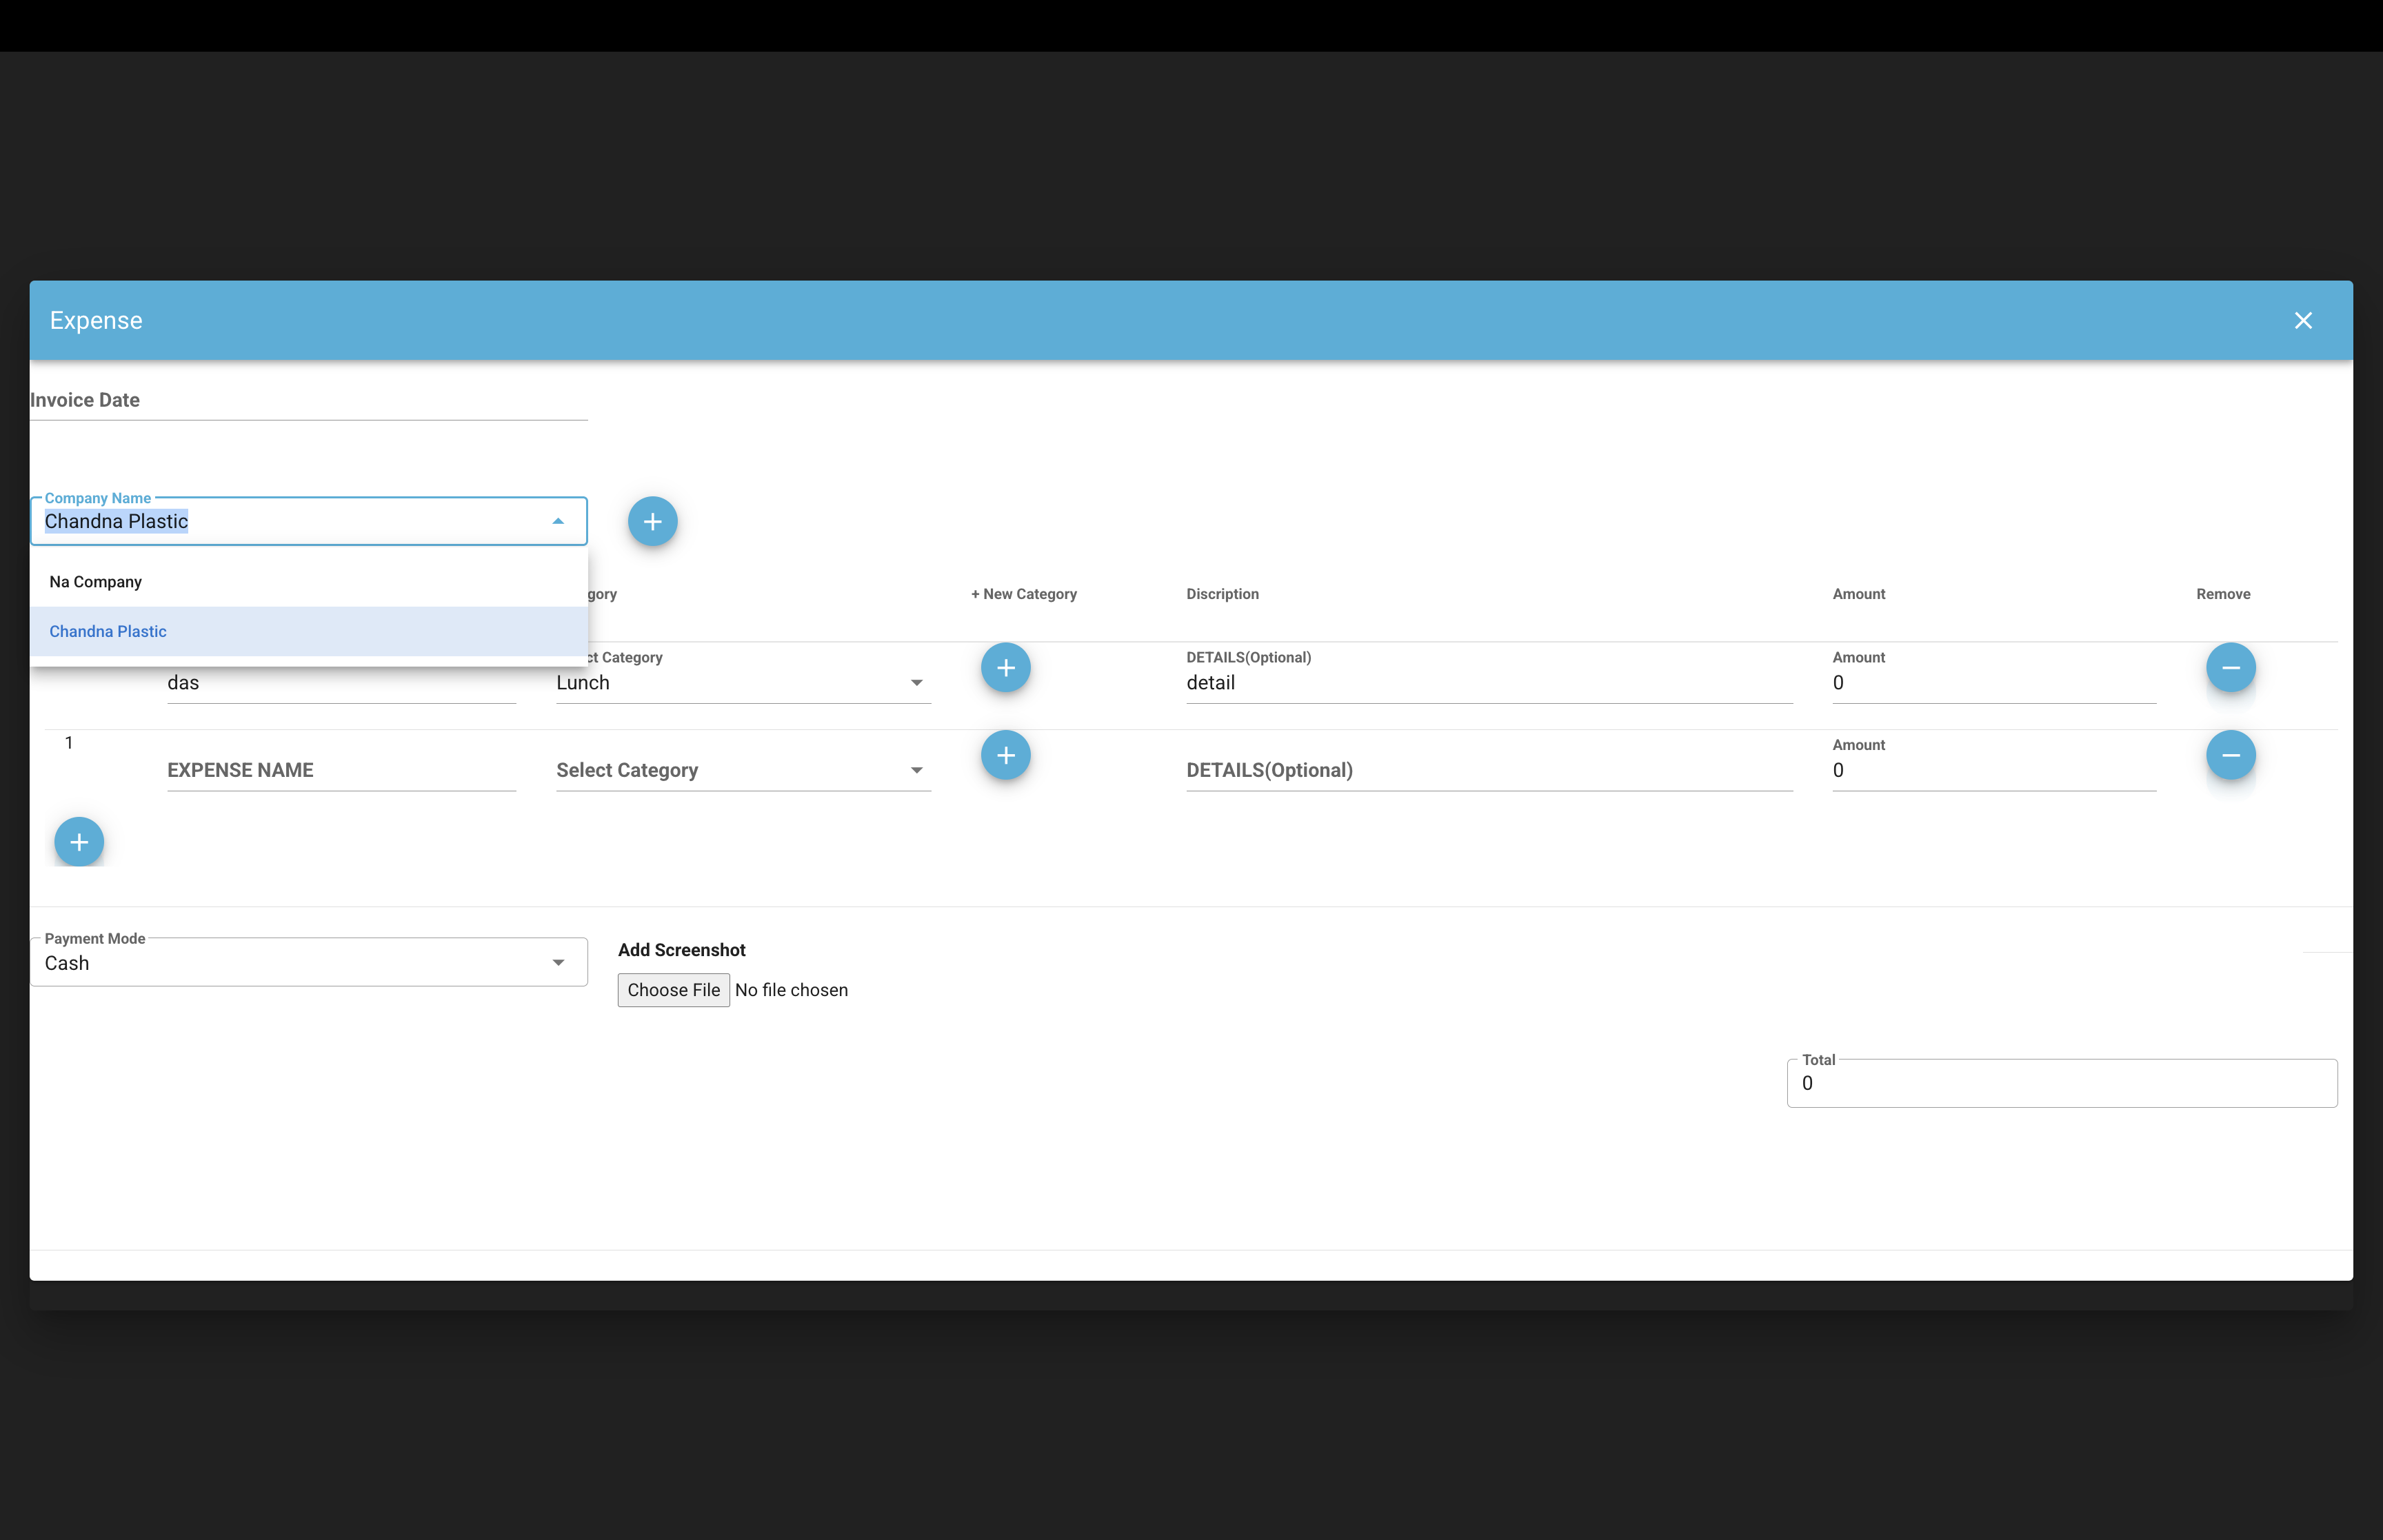 Expense
Invoice Date
Company Name
Chandna Plastic
Na Company
Chandna Plastic
+ New Category
Discription
Amount
Remove
Category
DETAILS(Optional)
Amount
das
Lunch
detail
0
1
EXPENSE NAME
Select Category
DETAILS(Optional)
Amount
0
Payment Mode
Cash
Add Screenshot
Choose File No file chosen
Total
0